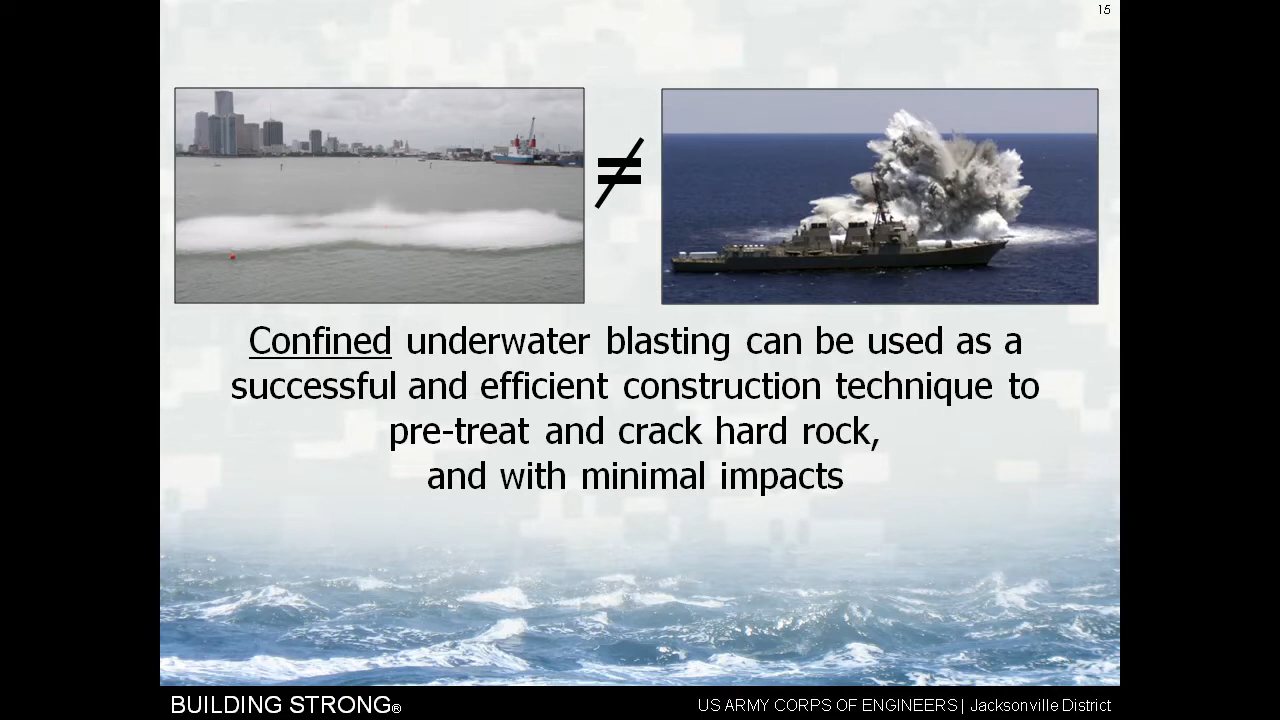 15
≠
Confined underwater blasting can be used as a
successful and efficient construction technique to
pre-treat and crack hard rock,
and with minimal impacts
BUILDING STRONG®
US ARMY CORPS OF ENGINEERS | Jacksonville District